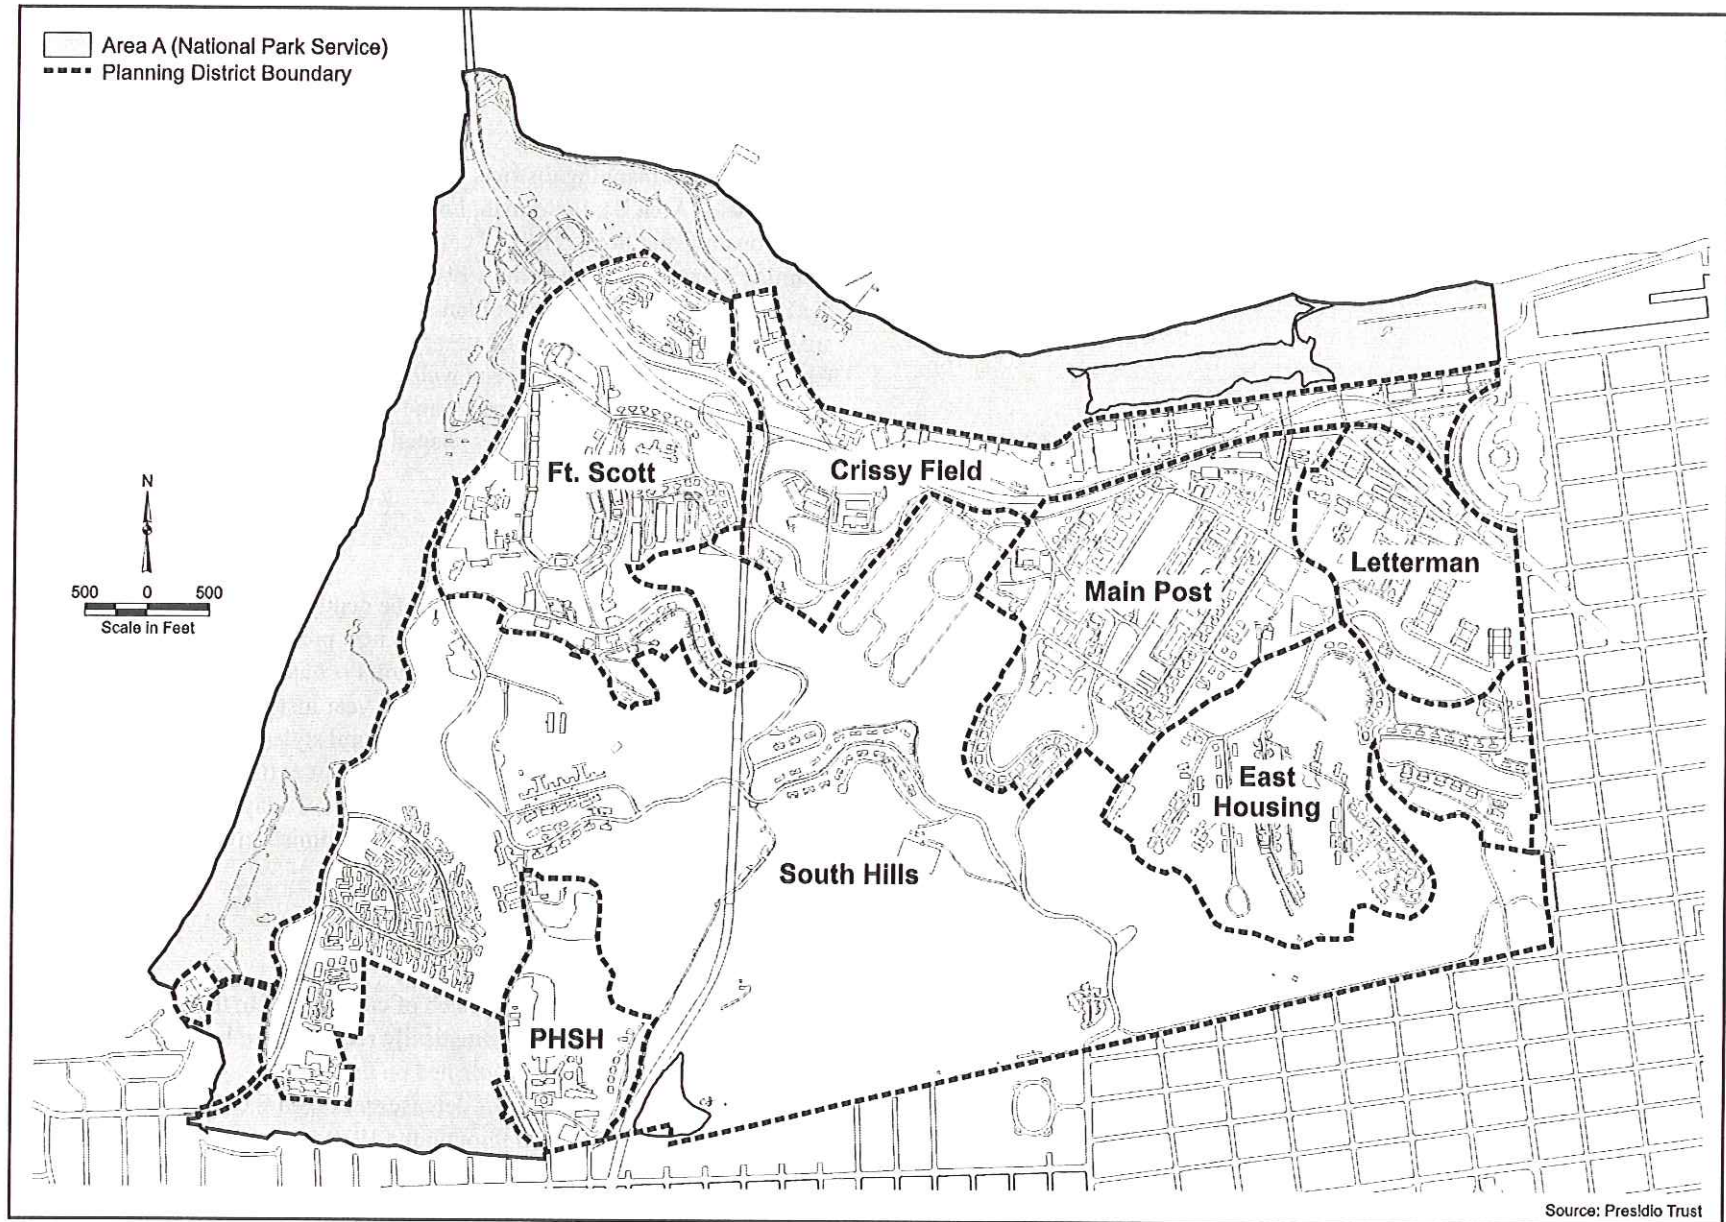 Area A (National Park Service)
Planning District Boundary
N
500 0 500
Scale in Feet
Ft. Scott
Crissy Field
Letterman
Main Post
East
Housing
South Hills
PHSH
Source: Presidio Trust